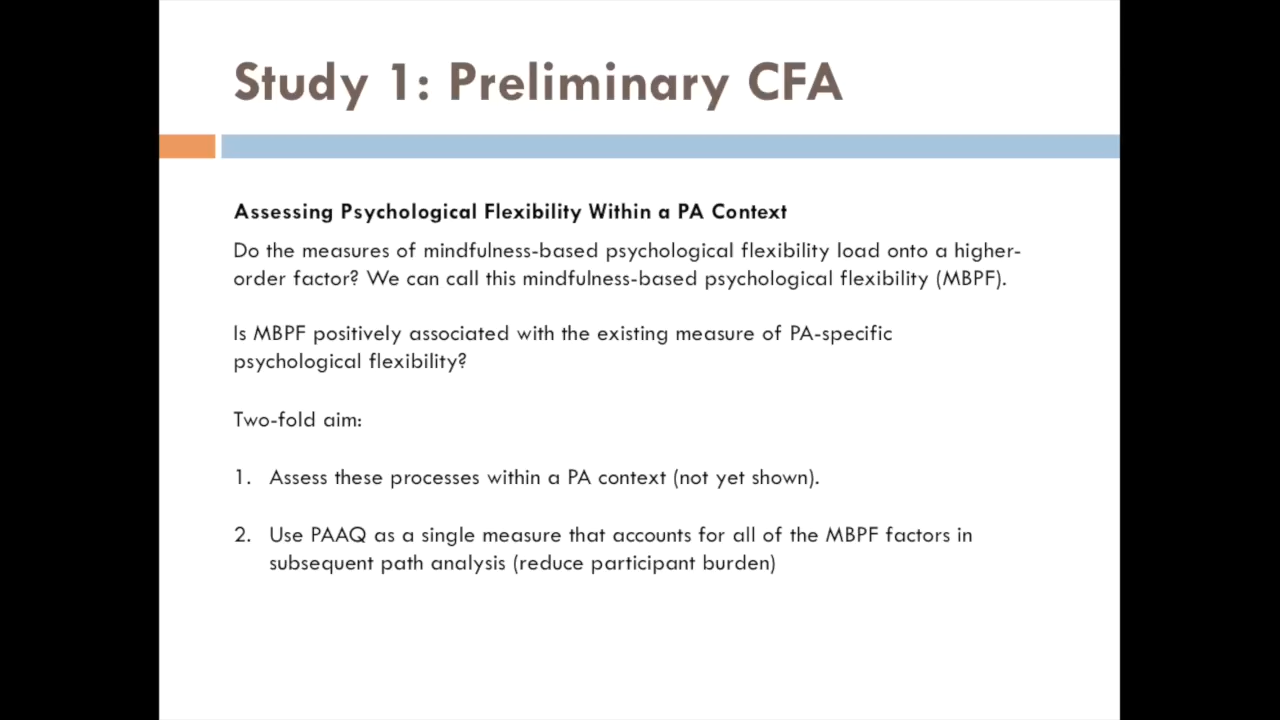 Study 1: Preliminary CFA
Assessing Psychological Flexibility Within a PA Context
Do the measures of mindfulness-based psychological flexibility load onto a higher-
order factor? We can call this mindfulness-based psychological flexibility (MBPF).
Is MBPF positively associated with the existing measure of PA-specific
psychological flexibility?
Two-fold aim:
1. Assess these processes within a PA context (not yet shown).
2. Use PAAQ as a single measure that accounts for all of the MBPF factors in
subsequent path analysis (reduce participant burden)